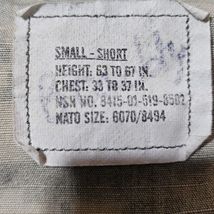 SMALL - SHORT
HEIGHT: 63 TO 67 IN.
CHEST: 33 TO 37 IN.
NSN NO. 8415-01-519-8502
NATO SIZE: 6070/8494